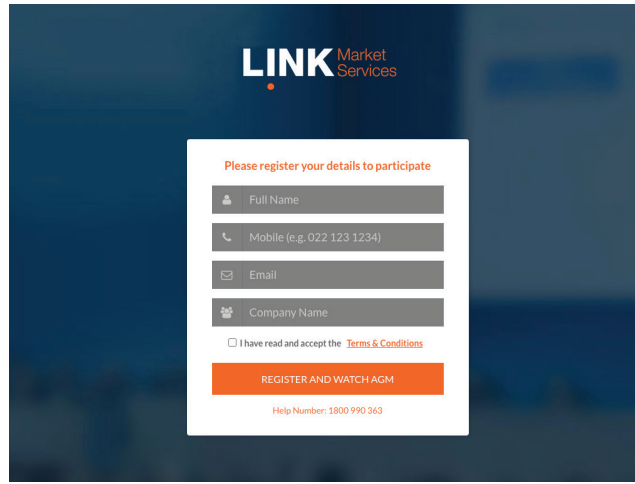 LINK Market
Services
Please register your details to participate
Full Name
Mobile (e.g. 022 123 1234)
Email
Company Name
I have read and accept the Terms & Conditions
REGISTER AND WATCH AGM
Help Number: 1800 990 363